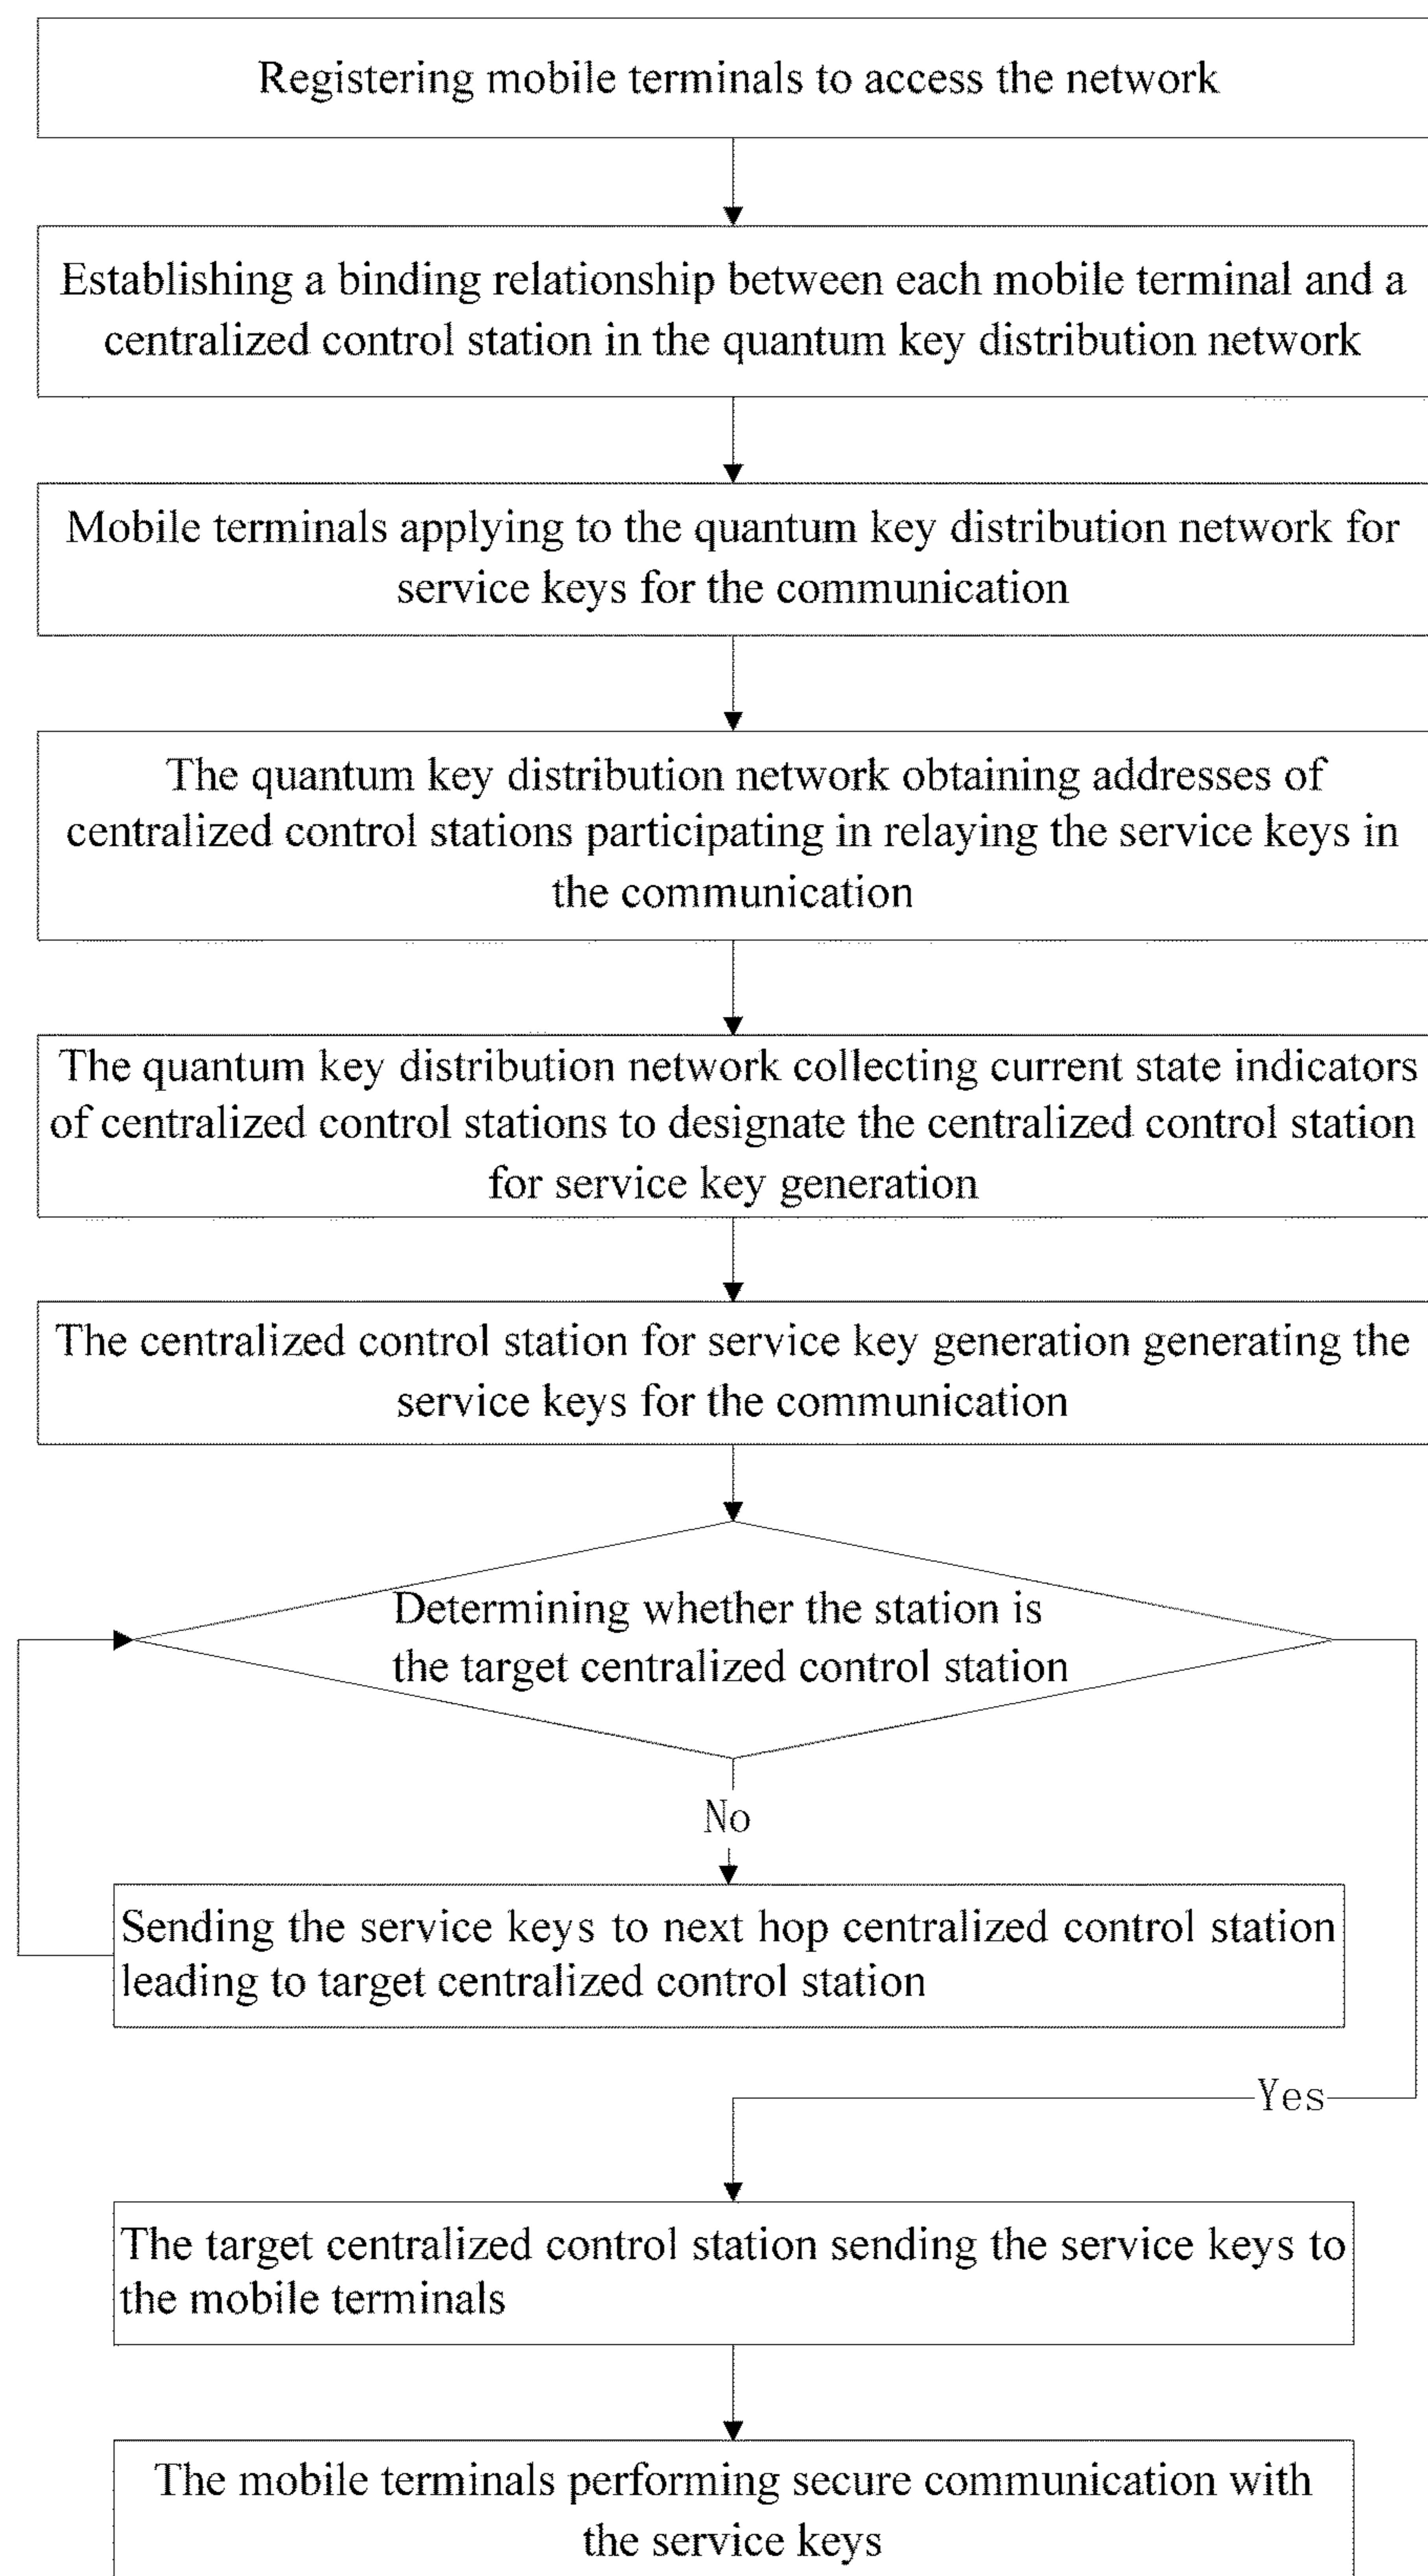 Registering mobile terminals to access the network
Establishing a binding relationship between each mobile terminal and a
centralized control station in the quantum key distribution network
Mobile terminals applying to the quantum key distribution network for
service keys for the communication
The quantum key distribution network obtaining addresses of
centralized control stations participating in relaying the service keys in
the communication
The quantum key distribution network collecting current state indicators
of centralized control stations to designate the centralized control station
for service key generation
The centralized control station for service key generation generating the
service keys for the communication
Determining whether the station is
the target centralized control station
No
Sending the service keys to next hop centralized control station
leading to target centralized control station
Yes
The target centralized control station sending the service keys to
the mobile terminals
The mobile terminals performing secure communication with
the service keys